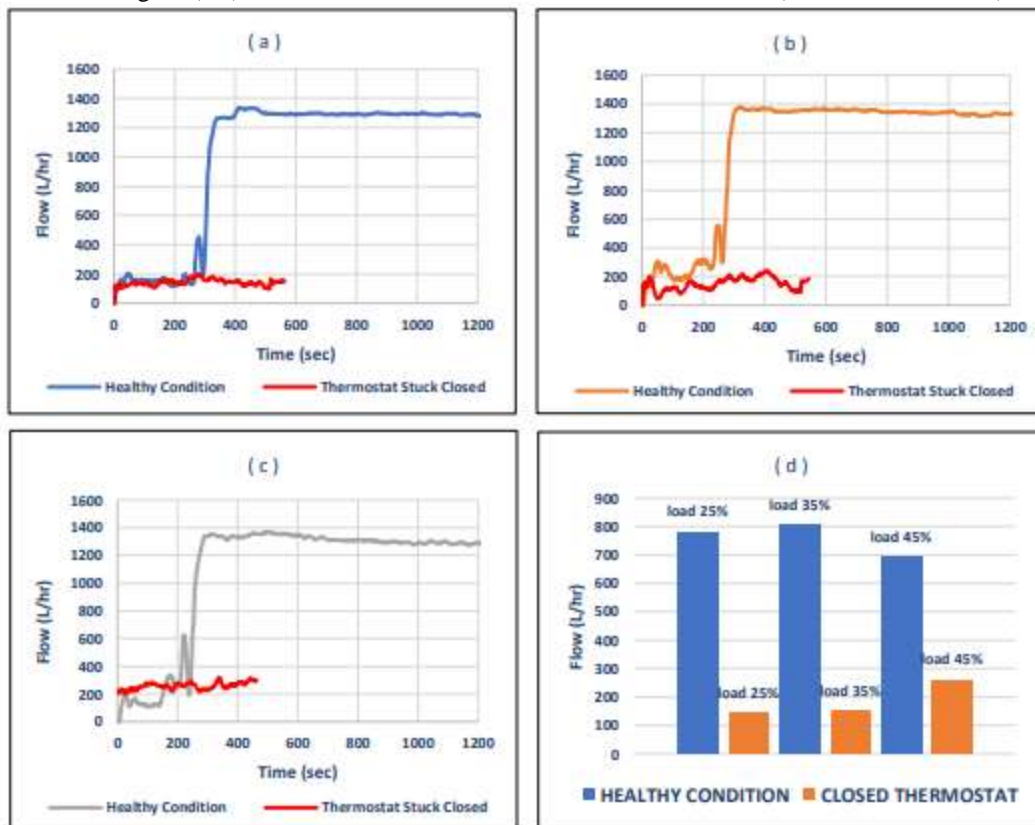 ( a )
1600
1400
1200
1000
800
600
400
200
0
Flow (L/hr)
0 200 400 600 800 1000 1200
Time (sec)
Healthy Condition Thermostat Stuck Closed
( b )
1600
1400
1200
1000
800
600
400
200
0
Flow (L/hr)
0 200 400 600 800 1000 1200
Time (sec)
Healthy Condition Thermostat Stuck Closed
( c )
1600
1400
1200
1000
800
600
400
200
0
Flow (L/hr)
0 200 400 600 800 1000 1200
Time (sec)
Healthy Condition Thermostat Stuck Closed
( d )
900
800
700
600
500
400
300
200
100
0
Flow (L/hr)
load 25% load 35% load 45%
load 25% load 35% load 45%
HEALTHY CONDITION CLOSED THERMOSTAT